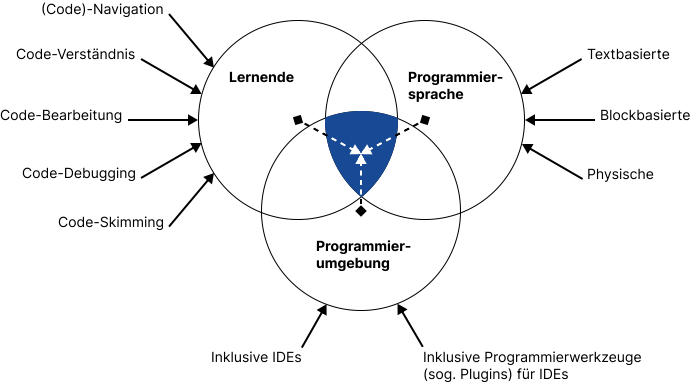 (Code)-Navigation
Code-Verständnis
Code-Bearbeitung
Code-Debugging
Code-Skimming
Lernende
Programmier-
sprache
Textbasierte
Blockbasierte
Physische
Programmier-
umgebung
Inklusive IDEs
Inklusive Programmierwerkzeuge
(sog. Plugins) für IDEs